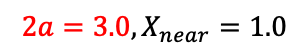 2a = 3.0, X_near = 1.0